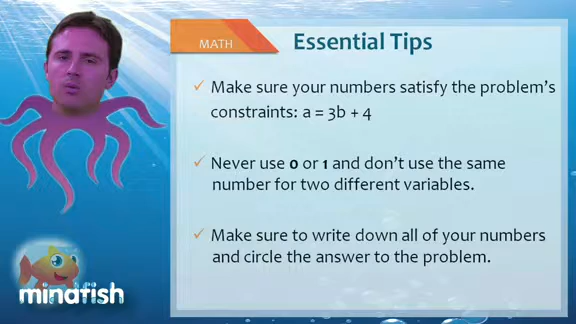 MATH
Essential Tips
Make sure your numbers satisfy the problem's
constraints: a = 3b + 4
Never use 0 or 1 and don't use the same
number for two different variables.
Make sure to write down all of your numbers
and circle the answer to the problem.
mindfish